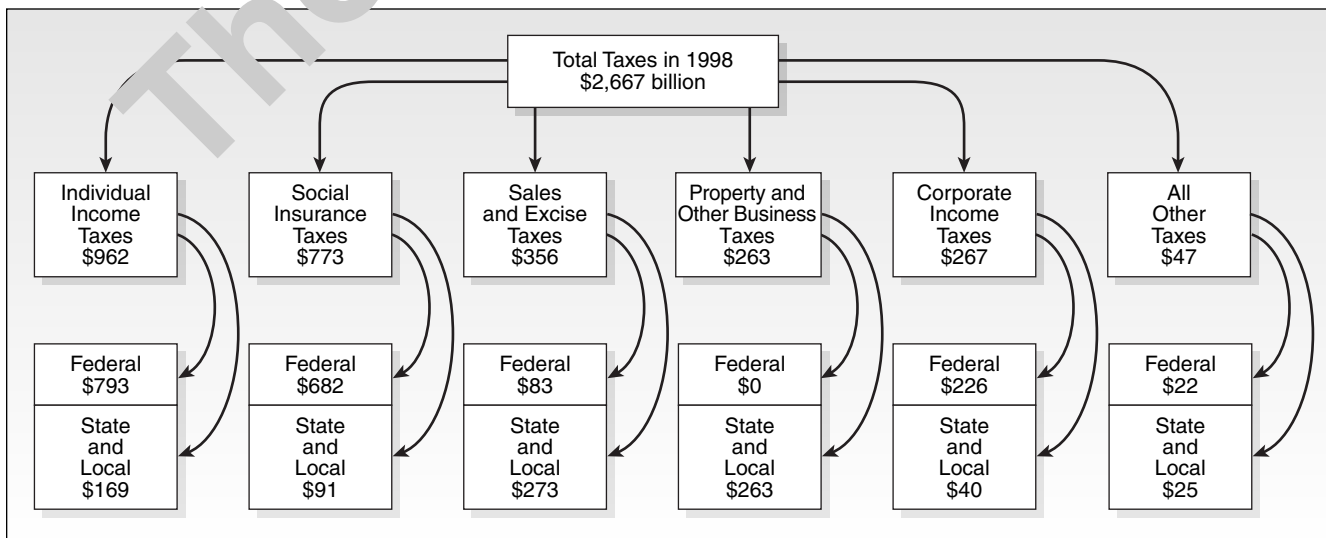 The
Total Taxes in 1998
$2,667 billion
Individual
Income
Taxes
$962
Social
Insurance
Taxes
$773
Sales
and Excise
Taxes
$356
Property and
Other Business
Taxes
$263
Corporate
Income
Taxes
$267
All
Other
Taxes
$47
Federal
$793
State
and
Local
$169
Federal
$682
State
and
Local
$91
Federal
$83
State
and
Local
$273
Federal
$0
State
and
Local
$263
Federal
$226
State
and
Local
$40
Federal
$22
State
and
Local
$25